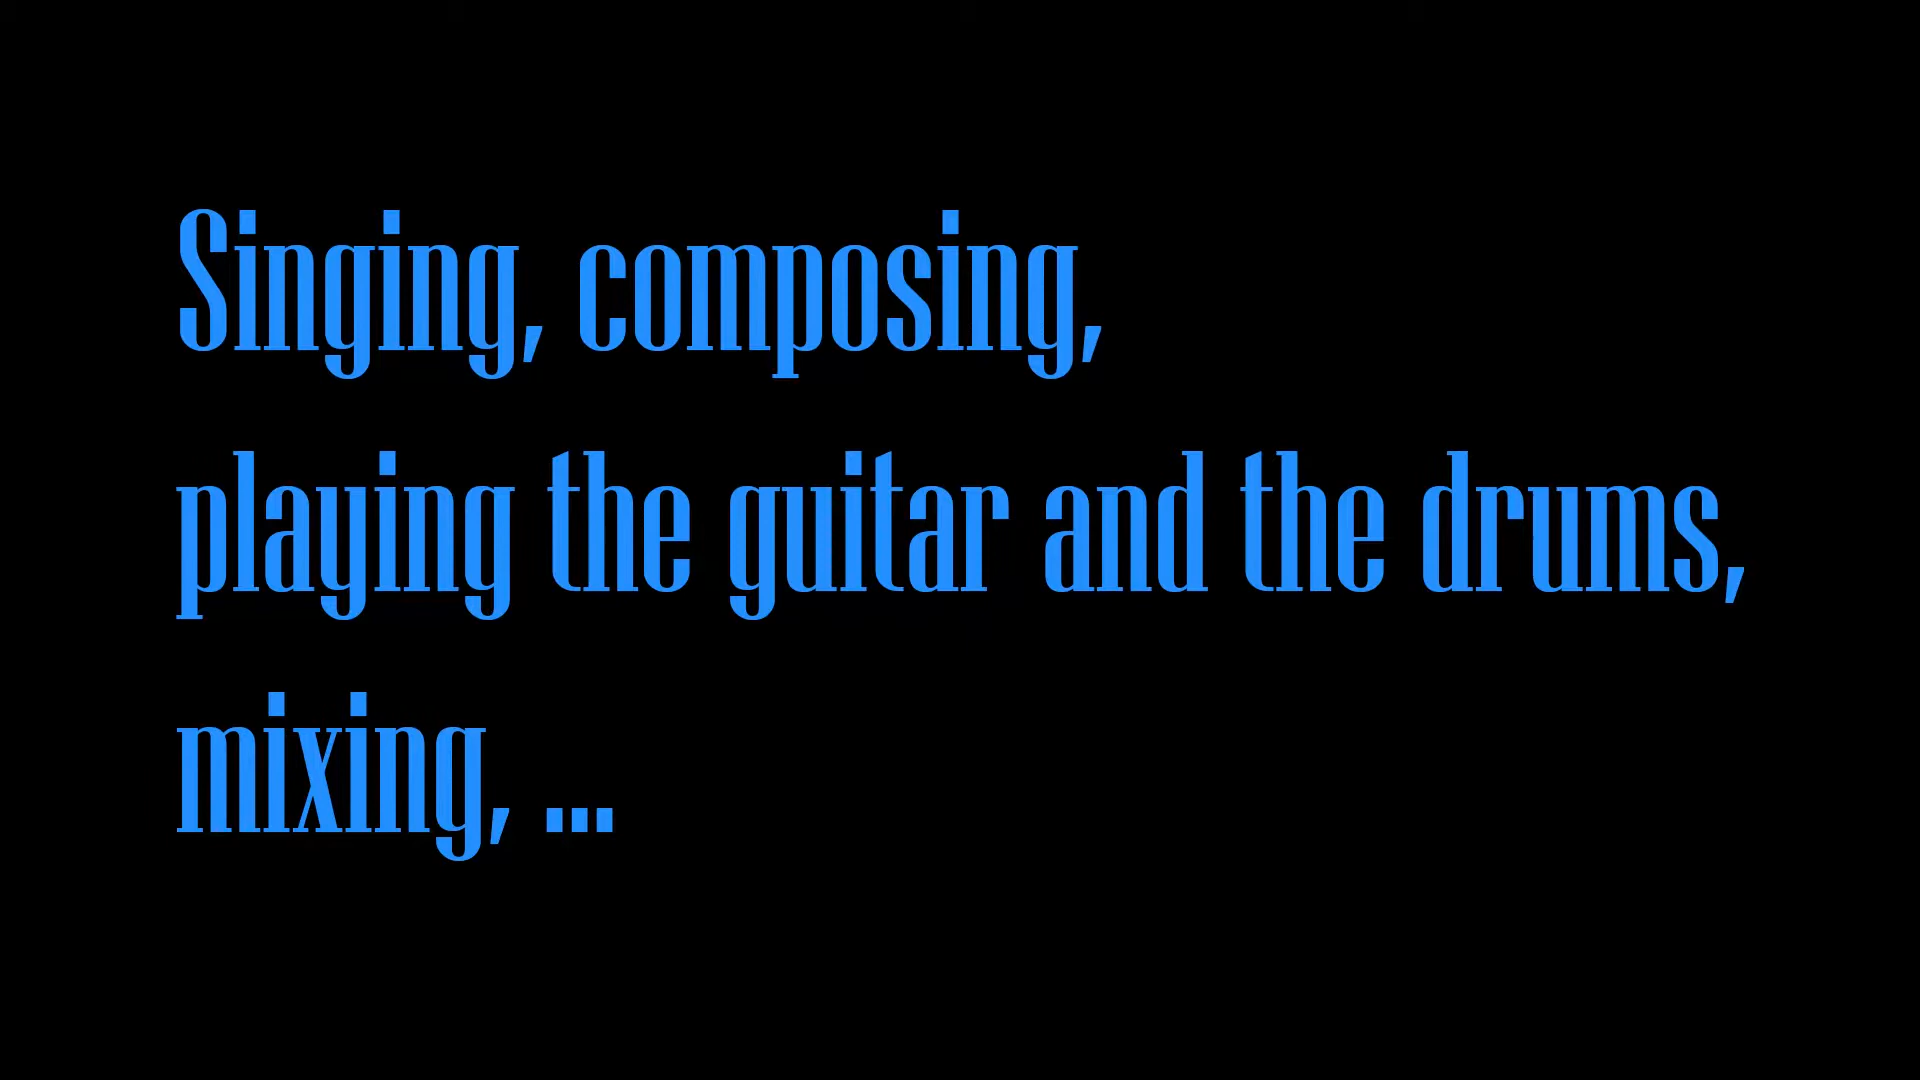 Singing, composing,
playing the guitar and the drums,
mixing, ...